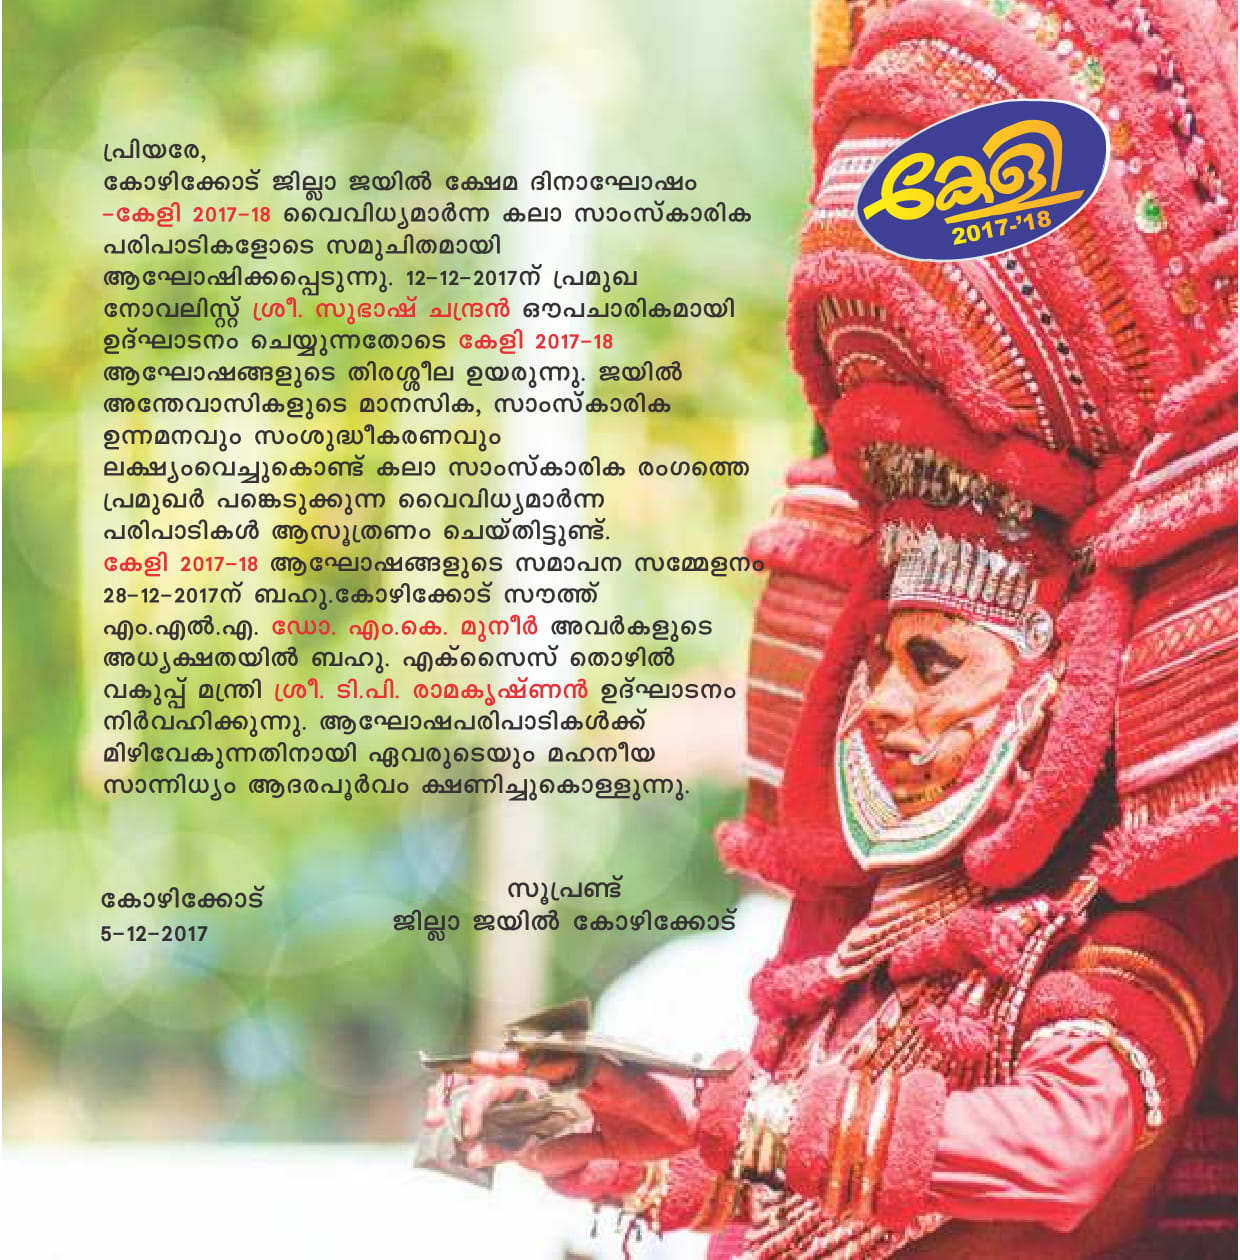 കേളി
2017-'18
പ്രിയരേ,
കോഴിക്കോട് ജില്ലാ ജയിൽ ക്ഷേമ ദിനാഘോഷം
-കേളി 2017-18 വൈവിധ്യമാർന്ന കലാ സാംസ്കാരിക
പരിപാടികളോടെ സമുചിതമായി
ആഘോഷിക്കപ്പെടുന്നു. 12-12-2017ന് പ്രമുഖ
നോവലിസ്റ്റ് ശ്രീ. സുഭാഷ് ചന്ദ്രൻ ഔപചാരികമായി
ഉദ്ഘാടനം ചെയ്യുന്നതോടെ കേളി 2017-18
ആഘോഷങ്ങളുടെ തിരശ്ശീല ഉയരുന്നു. ജയിൽ
അന്തേവാസികളുടെ മാനസിക, സാംസ്കാരിക
ഉന്നമനവും സംശുദ്ധീകരണവും
ലക്ഷ്യംവെച്ചുകൊണ്ട് കലാ സാംസ്കാരിക രംഗത്തെ
പ്രമുഖർ പങ്കെടുക്കുന്ന വൈവിധ്യമാർന്ന
പരിപാടികൾ ആസൂത്രണം ചെയ്തിട്ടുണ്ട്.
കേളി 2017-18 ആഘോഷങ്ങളുടെ സമാപന സമ്മേളനം
28-12-2017ന് ബഹു.കോഴിക്കോട് സൗത്ത്
എം.എൽ.എ. ഡോ. എം.കെ. മുനീർ അവർകളുടെ
അധ്യക്ഷതയിൽ ബഹു. എക്സൈസ് തൊഴിൽ
വകുപ്പ് മന്ത്രി ശ്രീ. ടി.പി. രാമകൃഷ്ണൻ ഉദ്ഘാടനം
നിർവഹിക്കുന്നു. ആഘോഷപരിപാടികൾക്ക്
മിഴിവേകുന്നതിനായി ഏവരുടെയും മഹനീയ
സാന്നിധ്യം ആദരപൂർവം ക്ഷണിച്ചുകൊള്ളുന്നു.
കോഴിക്കോട്
5-12-2017
സൂപ്രണ്ട്
ജില്ലാ ജയിൽ കോഴിക്കോട്